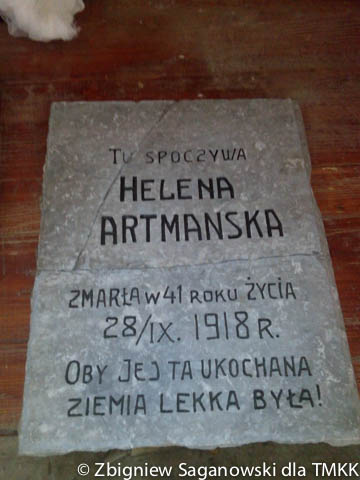 TU SPOCZYWA
HELENA
ARTMANSKA
ZMARŁA W 41 ROKU ŻYCIA
28/IX. 1918 R.
OBY JEJ TA UKOCHANA
ZIEMIA LEKKA BYŁA!
© Zbigniew Saganowski dla TMKK